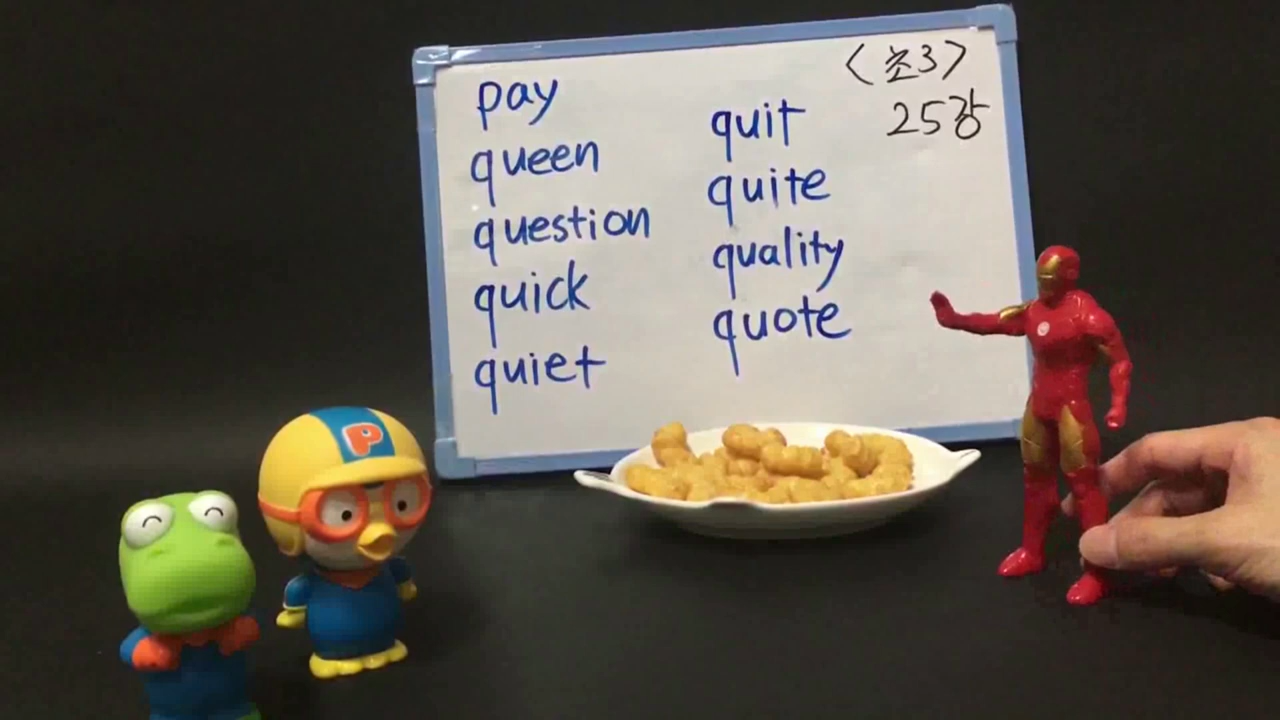 pay
queen
question
quick
quiet
quit
quite
quality
quote
<초3>
25강
P